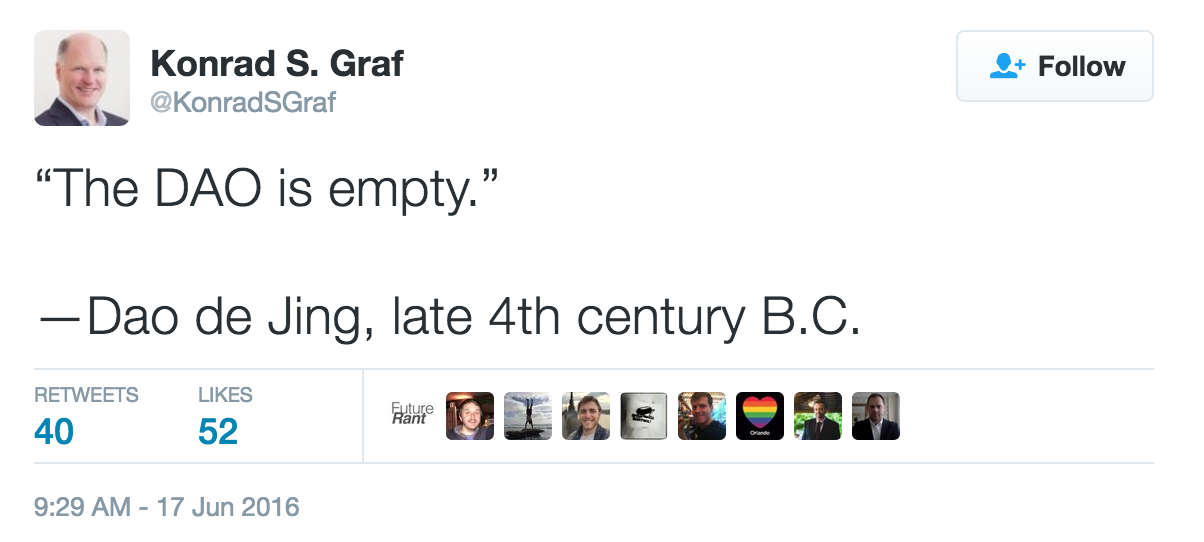 Konrad S. Graf
@KonradSGraf
Follow
“The DAO is empty.”
—Dao de Jing, late 4th century B.C.
RETWEETS
LIKES
40
52
Future
Rant
Orlando
9:29 AM - 17 Jun 2016